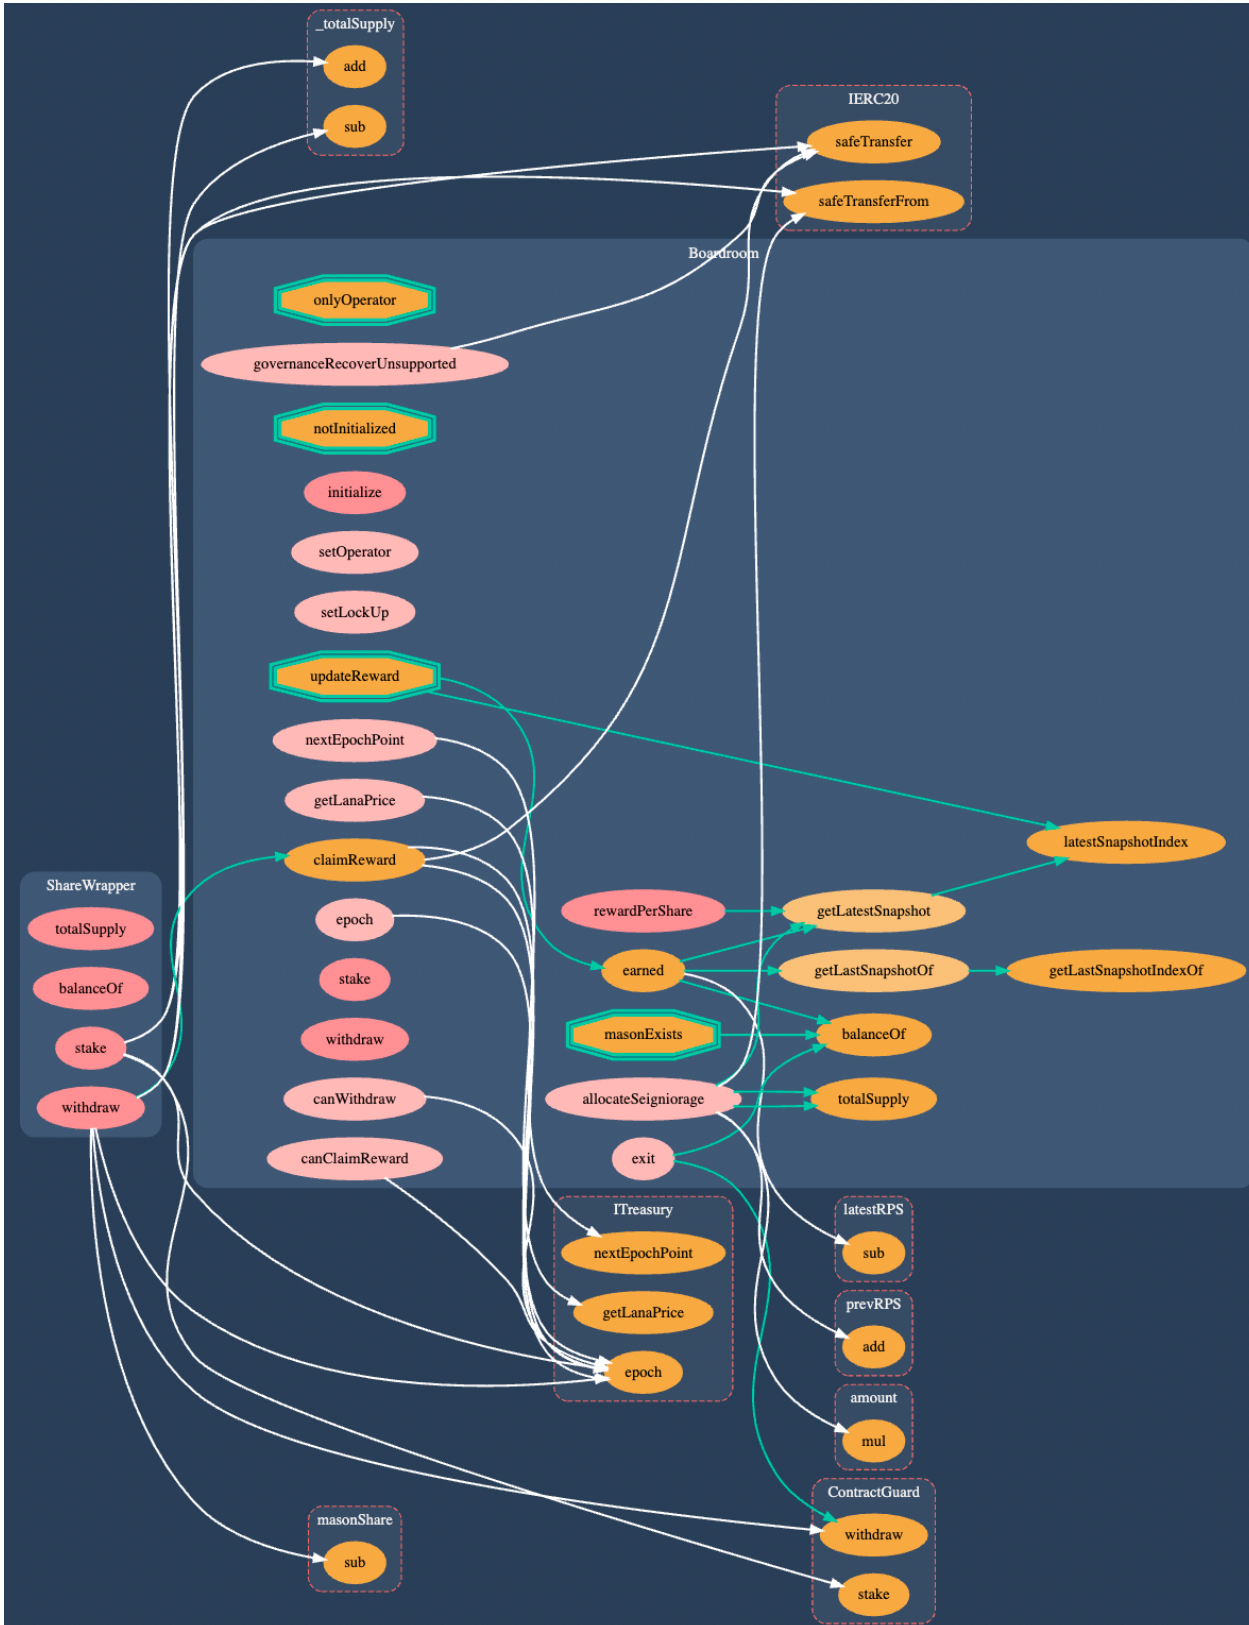 _totalSupply
add
sub
IERC20
safeTransfer
safeTransferFrom
Boardroom
onlyOperator
governanceRecoverUnsupported
notInitialized
initialize
setOperator
setLockUp
updateReward
nextEpochPoint
getLanaPrice
claimReward
epoch
stake
withdraw
canWithdraw
canClaimReward
latestSnapshotIndex
rewardPerShare
getLatestSnapshot
earned
getLastSnapshotOf
getLastSnapshotIndexOf
masonExists
balanceOf
allocateSeigniorage
totalSupply
exit
ShareWrapper
totalSupply
balanceOf
stake
withdraw
ITreasury
nextEpochPoint
getLanaPrice
epoch
latestRPS
sub
prevRPS
add
amount
mul
ContractGuard
withdraw
stake
masonShare
sub